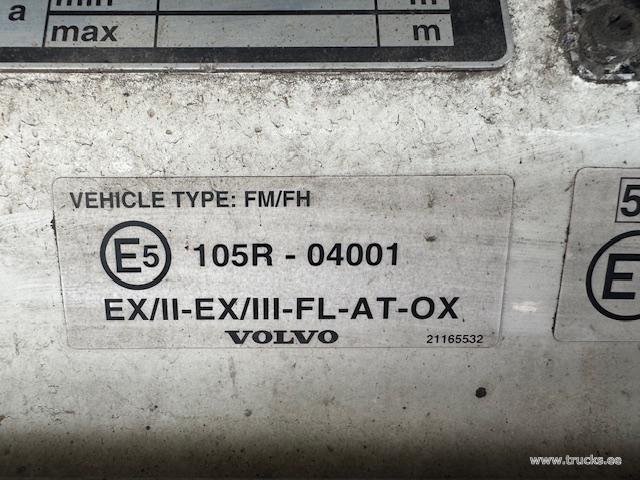 a
max m
VEHICLE TYPE: FM/FH
E5 105R - 04001
EX/II-EX/III-FL-AT-OX
VOLVO 21165532
5
E
www.trucks.ee